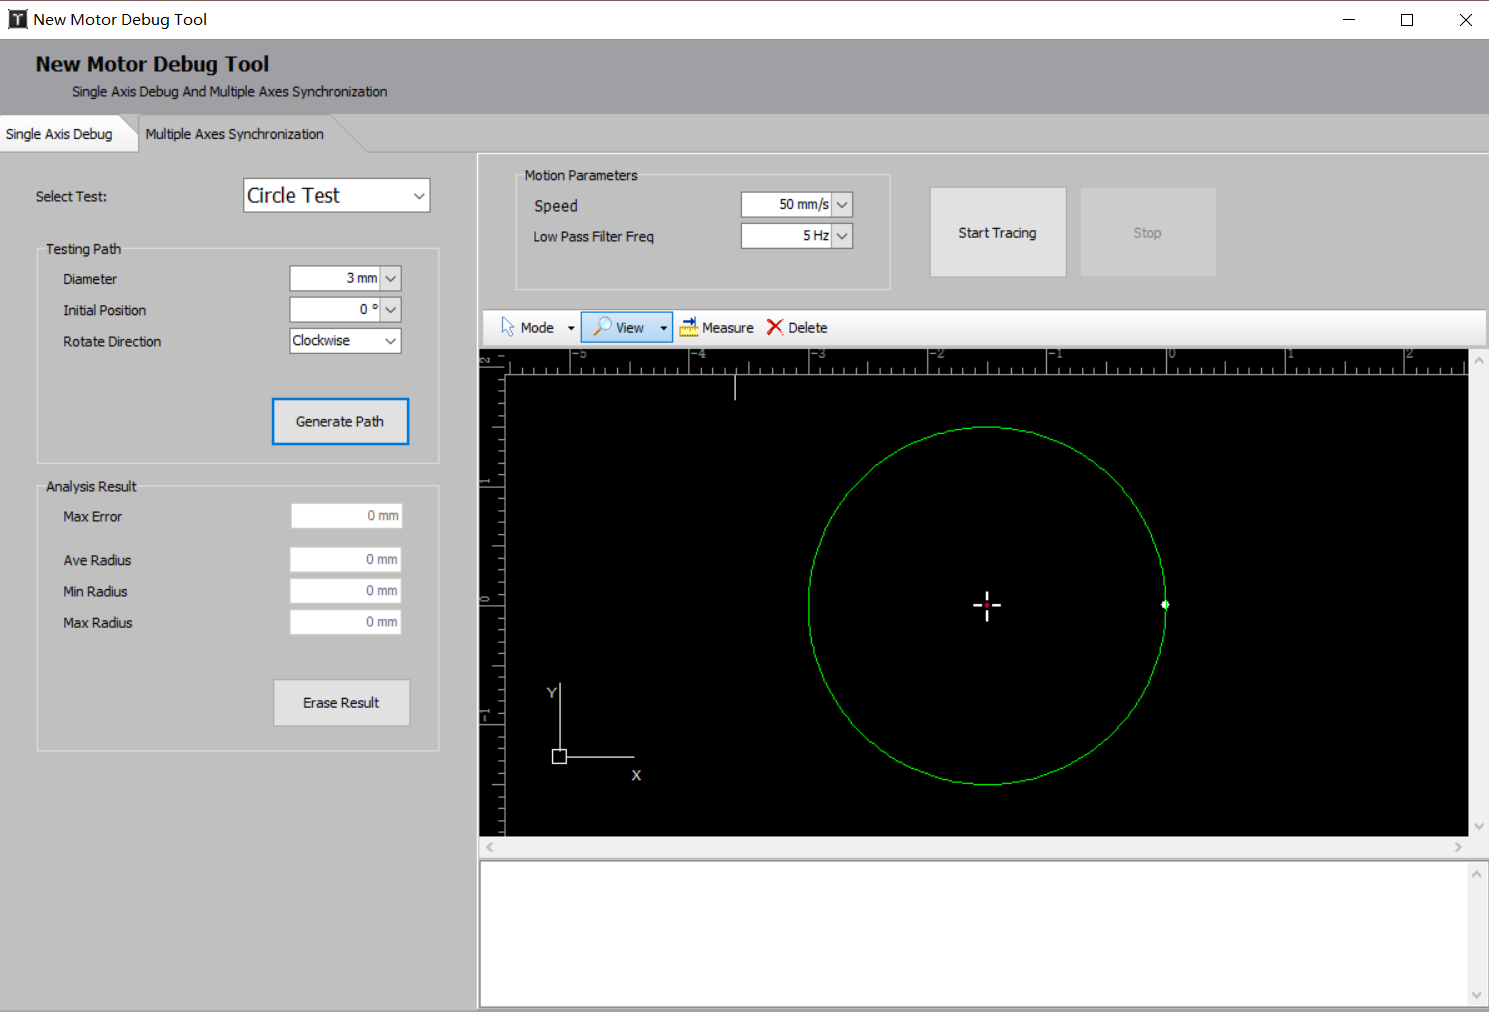 New Motor Debug Tool
New Motor Debug Tool
Single Axis Debug And Multiple Axes Synchronization
Single Axis Debug
Multiple Axes Synchronization
Select Test:
Circle Test
Testing Path
Diameter
3 mm
Initial Position
0 °
Rotate Direction
Clockwise
Generate Path
Analysis Result
Max Error
0 mm
Ave Radius
0 mm
Min Radius
0 mm
Max Radius
0 mm
Erase Result
Motion Parameters
Speed
50 mm/s
Low Pass Filter Freq
5 Hz
Start Tracing
Stop
Mode
View
Measure
Delete
-5 -4 -3 -2 -1 0 1 2
2
1
0
-1
Y
X